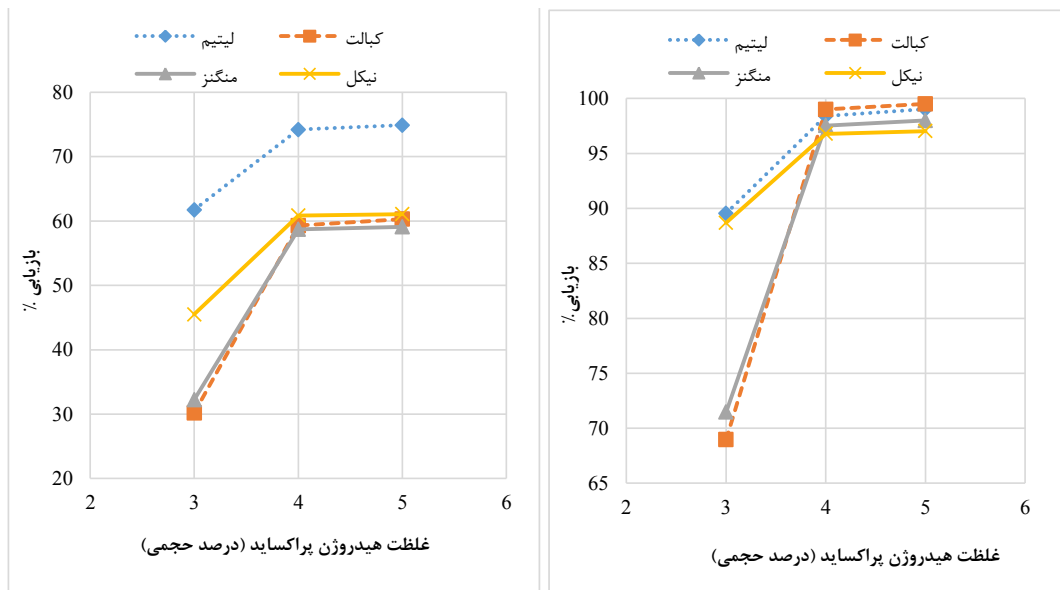 لیتیم
کبالت
منگنز
نیکل
80
70
60
50
40
30
20
بازیابی %
2
3
4
5
6
غلظت هیدروژن پراکساید (درصد حجمی)
لیتیم
کبالت
منگنز
نیکل
100
95
90
85
80
75
70
65
بازیابی %
2
3
4
5
6
غلظت هیدروژن پراکساید (درصد حجمی)